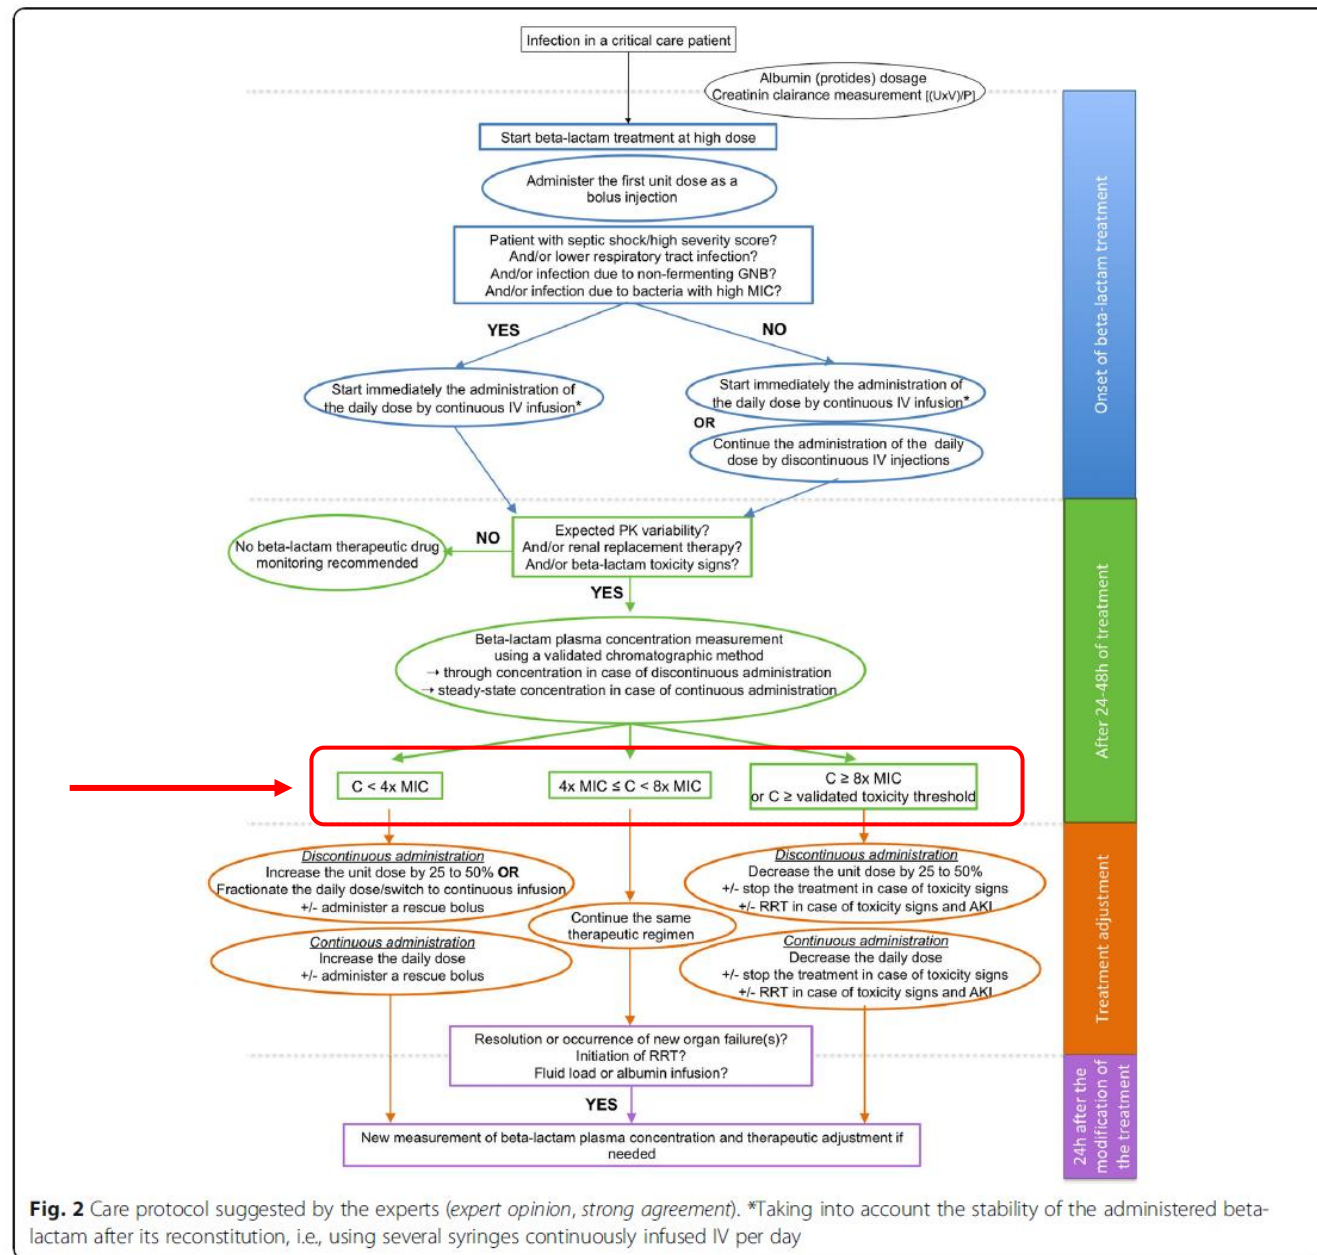 Infection in a critical care patient
Albumin (protides) dosage
Creatinin clairance measurement [(UxV)/P]
Start beta-lactam treatment at high dose
Administer the first unit dose as a
bolus injection
Patient with septic shock/high severity score?
And/or lower respiratory tract infection?
And/or infection due to non-fermenting GNB?
And/or infection due to bacteria with high MIC?
YES
NO
Start immediately the administration of
the daily dose by continuous IV infusion*
Start immediately the administration of
the daily dose by continuous IV infusion*
OR
Continue the administration of the daily
dose by discontinuous IV injections
Onset of beta-lactam treatment
Expected PK variability?
And/or renal replacement therapy?
And/or beta-lactam toxicity signs?
NO
No beta-lactam therapeutic drug
monitoring recommended
YES
Beta-lactam plasma concentration measurement
using a validated chromatographic method
→ through concentration in case of discontinuous administration
→ steady-state concentration in case of continuous administration
C < 4x MIC
4x MIC ≤ C < 8x MIC
C ≥ 8x MIC
or C ≥ validated toxicity threshold
After 24-48h of treatment
Discontinuous administration
Increase the unit dose by 25 to 50% OR
Fractionate the daily dose/switch to continuous infusion
+/- administer a rescue bolus
Continuous administration
Increase the daily dose
+/- administer a rescue bolus
Continue the same
therapeutic regimen
Discontinuous administration
Decrease the unit dose by 25 to 50%
+/- stop the treatment in case of toxicity signs
+/- RRT in case of toxicity signs and AKI
Continuous administration
Decrease the daily dose
+/- stop the treatment in case of toxicity signs
+/- RRT in case of toxicity signs and AKI
Treatment adjustment
Resolution or occurrence of new organ failure(s)?
Initiation of RRT?
Fluid load or albumin infusion?
YES
New measurement of beta-lactam plasma concentration and therapeutic adjustment if
needed
24h after the
modification of
the treatment
Fig. 2 Care protocol suggested by the experts (expert opinion, strong agreement). *Taking into account the stability of the administered beta-
lactam after its reconstitution, i.e., using several syringes continuously infused IV per day